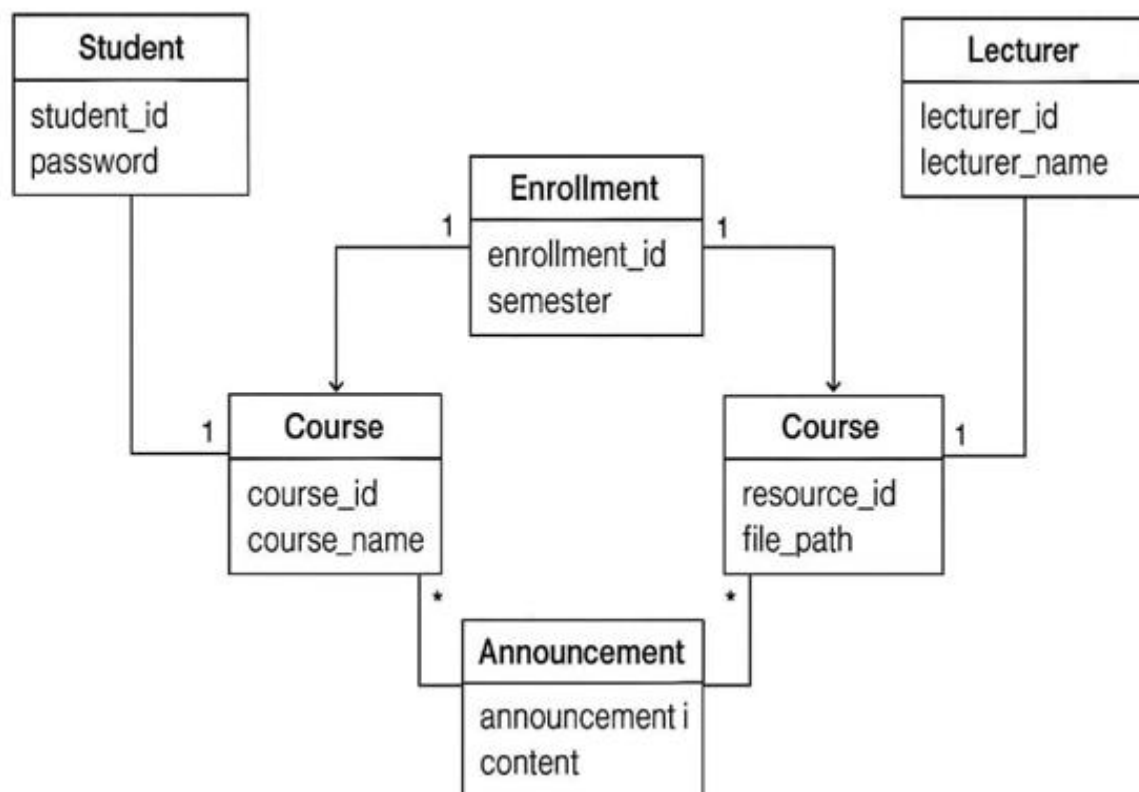 Student
student_id
password
Lecturer
lecturer_id
lecturer_name
Enrollment
enrollment_id
semester
1
1
Course
course_id
course_name
1
Course
resource_id
file_path
1
*
*
Announcement
announcement i
content